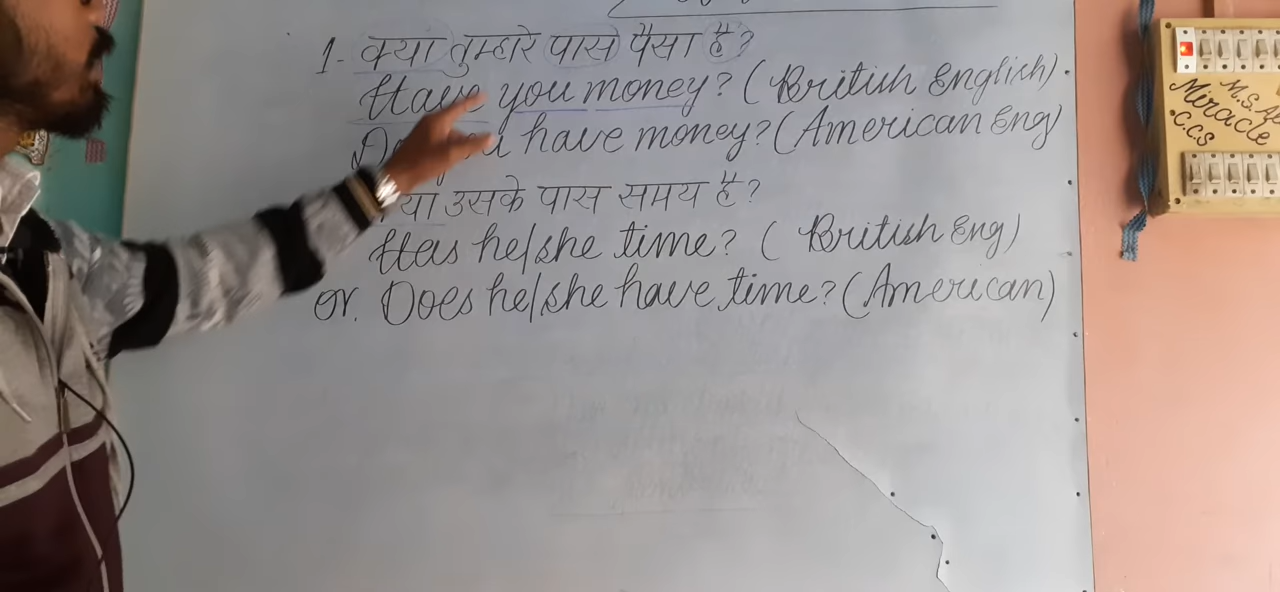 1- क्या तुम्हारे पास पैसा है?
Have you money? (British English).
have money? (American Eng)
उसके पास समय है?
Has he/she time? ( British Eng)
or. Does he/she have time? (American)
M.S.
Miracle
C.C.S